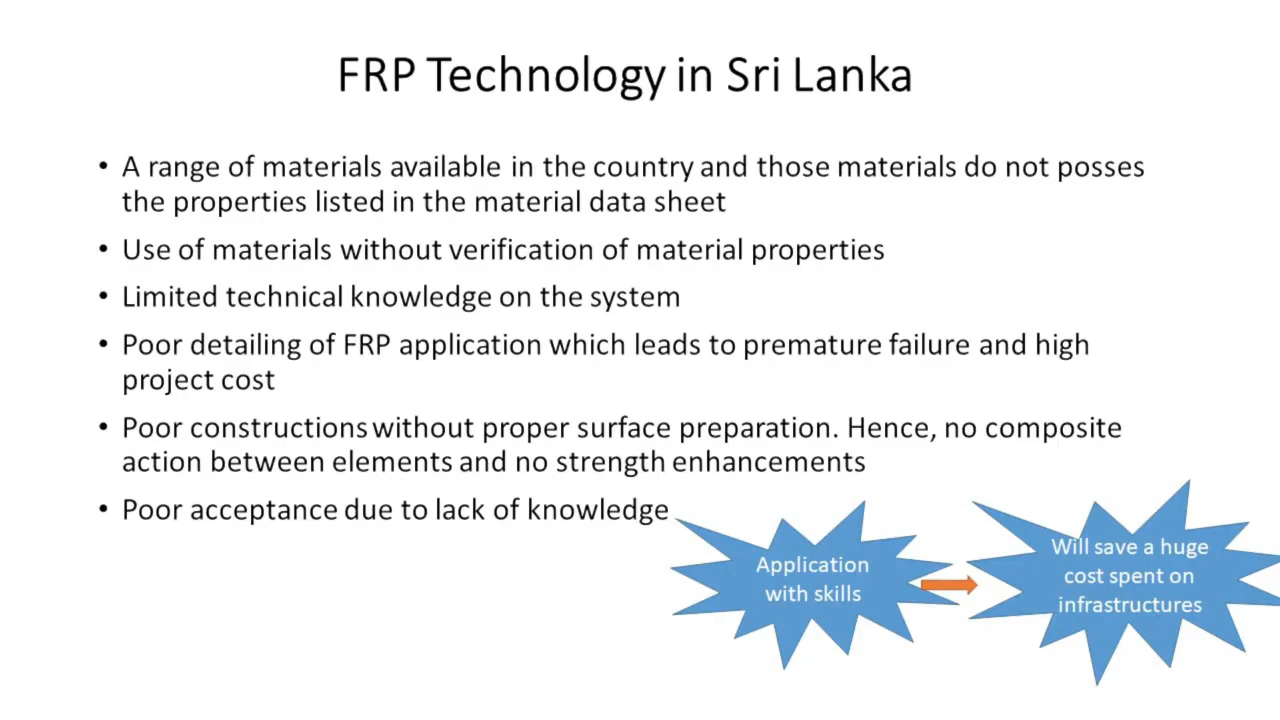 FRP Technology in Sri Lanka
• A range of materials available in the country and those materials do not posses
the properties listed in the material data sheet
• Use of materials without verification of material properties
• Limited technical knowledge on the system
• Poor detailing of FRP application which leads to premature failure and high
project cost
• Poor constructions without proper surface preparation. Hence, no composite
action between elements and no strength enhancements
• Poor acceptance due to lack of knowledge
Application
with skills
Will save a huge
cost spent on
infrastructures